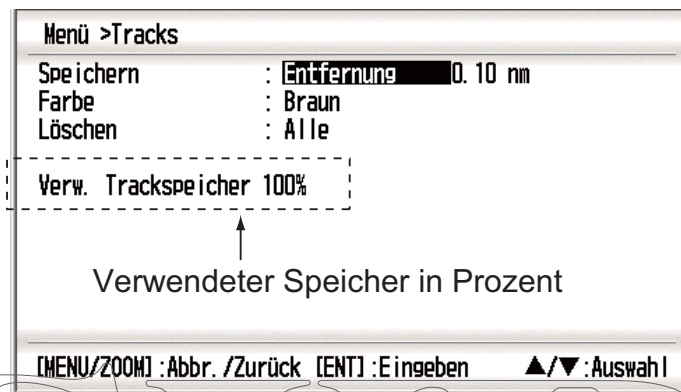 Menü >Tracks
Speichern : Entfernung 0.10 nm
Farbe : Braun
Löschen : Alle
Verw. Trackspeicher 100%
Verwendeter Speicher in Prozent
[MENU/ZOOM] :Abbr./Zurück [ENT] :Eingeben ▲/▼:Auswahl